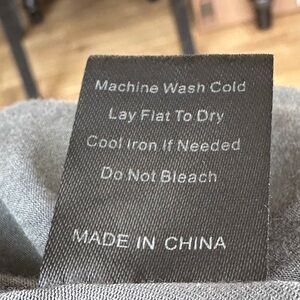 Machine Wash Cold
Lay Flat To Dry
Cool Iron If Needed
Do Not Bleach
MADE IN CHINA